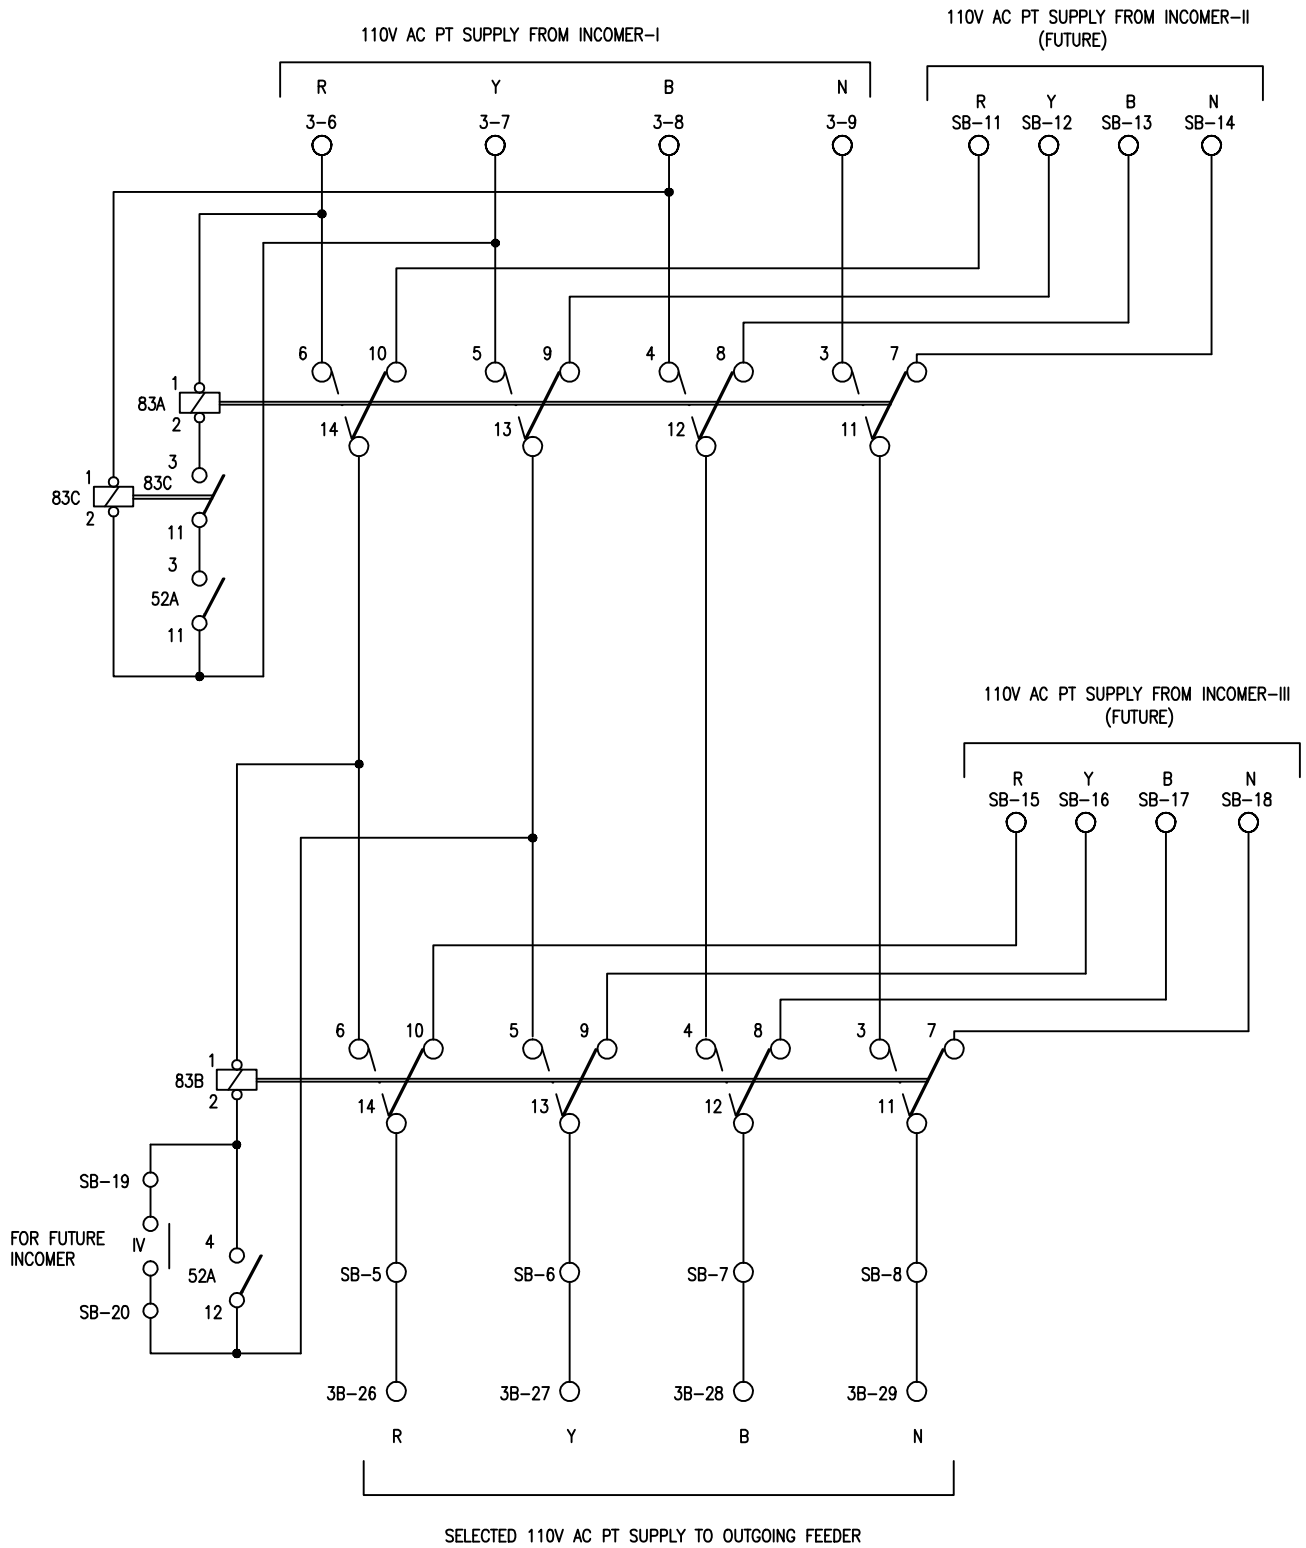 110V AC PT SUPPLY FROM INCOMER-I
110V AC PT SUPPLY FROM INCOMER-II
(FUTURE)
R Y B N
R Y B N
3-6 3-7 3-8 3-9
SB-11 SB-12 SB-13 SB-14
6 10 5 9 4 8 3 7
1
83A
2
14 13 12 11
3
1
83C
83C
2
11
3
52A
11
110V AC PT SUPPLY FROM INCOMER-III
(FUTURE)
R Y B N
SB-15 SB-16 SB-17 SB-18
6 10 5 9 4 8 3 7
1
83B
2
14 13 12 11
SB-19
FOR FUTURE
INCOMER
IV
4
52A
12
SB-20
SB-5 SB-6 SB-7 SB-8
3B-26 3B-27 3B-28 3B-29
R Y B N
SELECTED 110V AC PT SUPPLY TO OUTGOING FEEDER